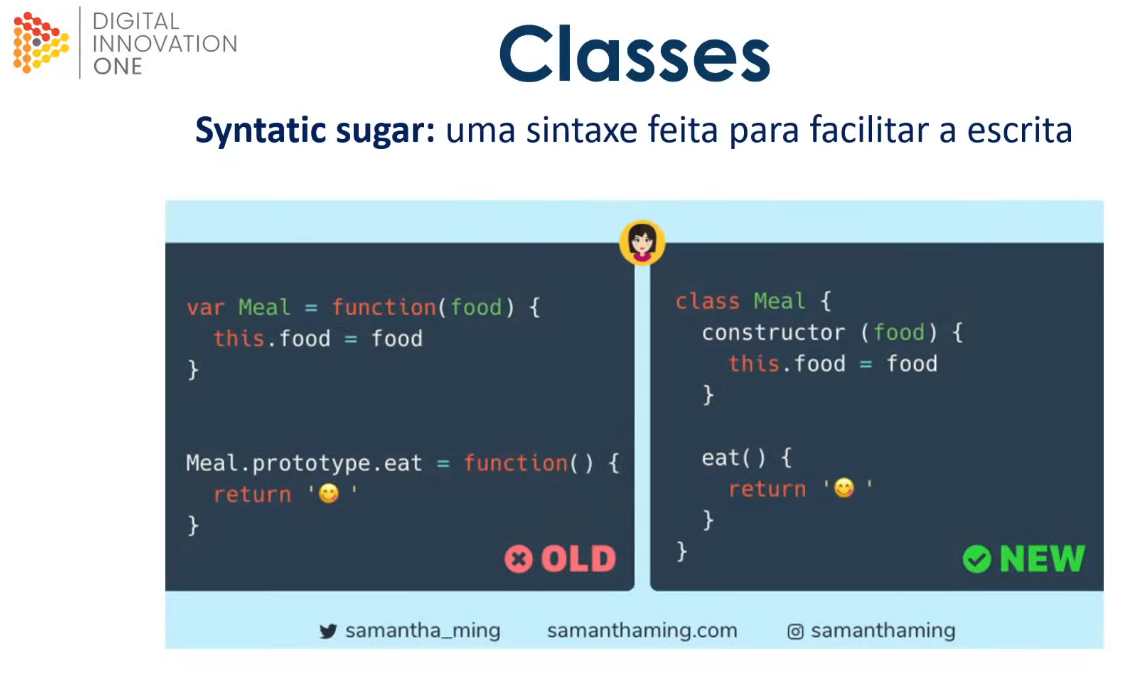 DIGITAL
INNOVATION
ONE
Classes
Syntatic sugar: uma sintaxe feita para facilitar a escrita
var Meal = function(food) {
  this.food = food
}
Meal.prototype.eat = function() {
  return '😋 '
}
OLD
class Meal {
  constructor (food) {
    this.food = food
  }
  eat() {
    return '😋 '
  }
}
NEW
samantha_ming
samanthaming.com
samanthaming